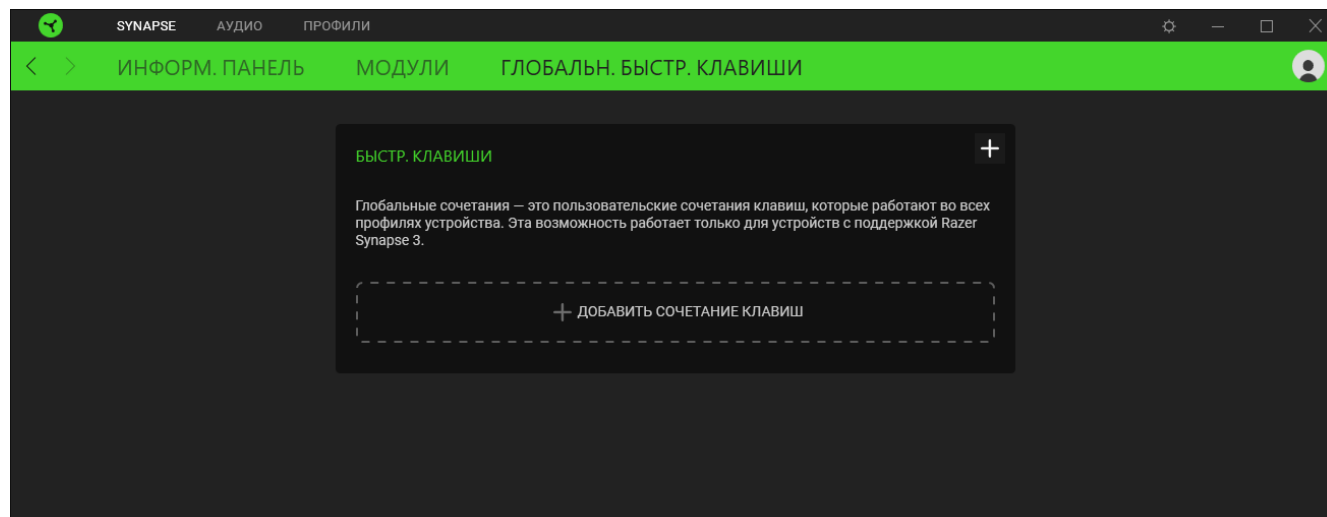 SYNAPSE АУДИО ПРОФИЛИ
ИНФОРМ. ПАНЕЛЬ МОДУЛИ ГЛОБАЛЬН. БЫСТР. КЛАВИШИ
БЫСТР. КЛАВИШИ
Глобальные сочетания — это пользовательские сочетания клавиш, которые работают во всех
профилях устройства. Эта возможность работает только для устройств с поддержкой Razer
Synapse 3.
ДОБАВИТЬ СОЧЕТАНИЕ КЛАВИШ